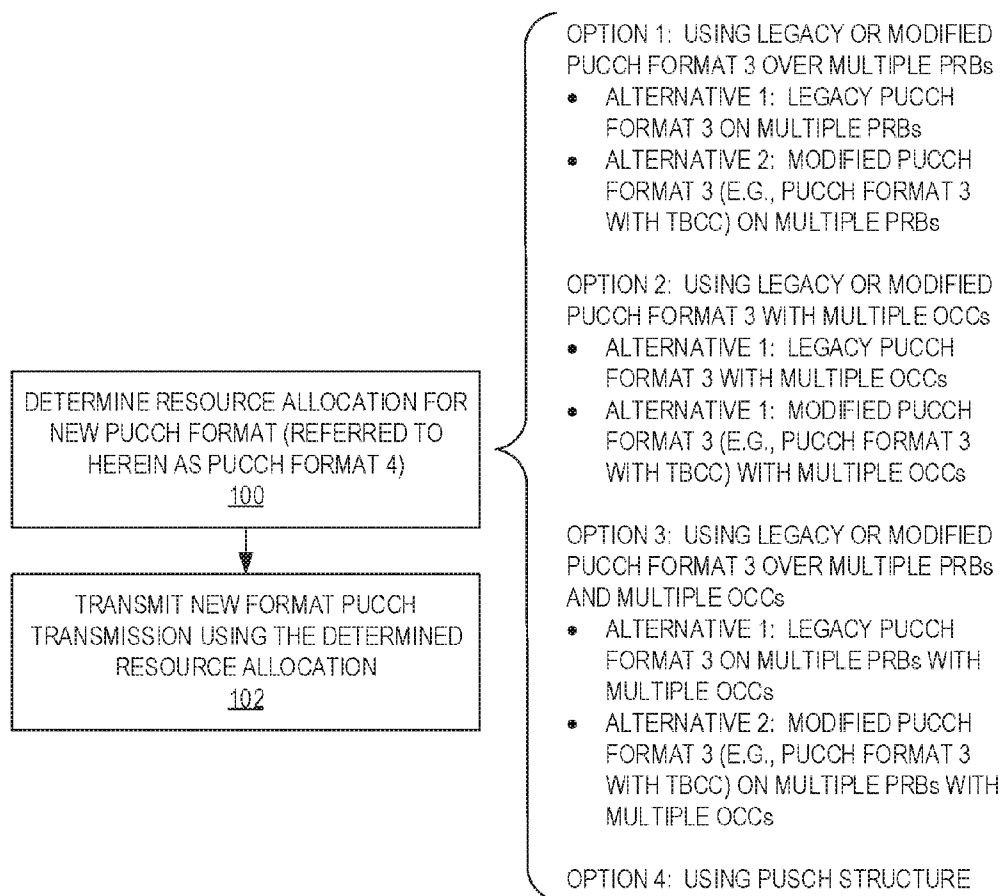 DETERMINE RESOURCE ALLOCATION FOR
NEW PUCCH FORMAT (REFERRED TO
HEREIN AS PUCCH FORMAT 4)
100
TRANSMIT NEW FORMAT PUCCH
TRANSMISSION USING THE DETERMINED
RESOURCE ALLOCATION
102
OPTION 1: USING LEGACY OR MODIFIED
PUCCH FORMAT 3 OVER MULTIPLE PRBs
• ALTERNATIVE 1: LEGACY PUCCH
FORMAT 3 ON MULTIPLE PRBs
• ALTERNATIVE 2: MODIFIED PUCCH
FORMAT 3 (E.G., PUCCH FORMAT 3
WITH TBCC) ON MULTIPLE PRBs
OPTION 2: USING LEGACY OR MODIFIED
PUCCH FORMAT 3 WITH MULTIPLE OCCs
• ALTERNATIVE 1: LEGACY PUCCH
FORMAT 3 WITH MULTIPLE OCCs
• ALTERNATIVE 1: MODIFIED PUCCH
FORMAT 3 (E.G., PUCCH FORMAT 3
WITH TBCC) WITH MULTIPLE OCCs
OPTION 3: USING LEGACY OR MODIFIED
PUCCH FORMAT 3 OVER MULTIPLE PRBs
AND MULTIPLE OCCs
• ALTERNATIVE 1: LEGACY PUCCH
FORMAT 3 ON MULTIPLE PRBs WITH
MULTIPLE OCCs
• ALTERNATIVE 2: MODIFIED PUCCH
FORMAT 3 (E.G., PUCCH FORMAT 3
WITH TBCC) ON MULTIPLE PRBs WITH
MULTIPLE OCCs
OPTION 4: USING PUSCH STRUCTURE